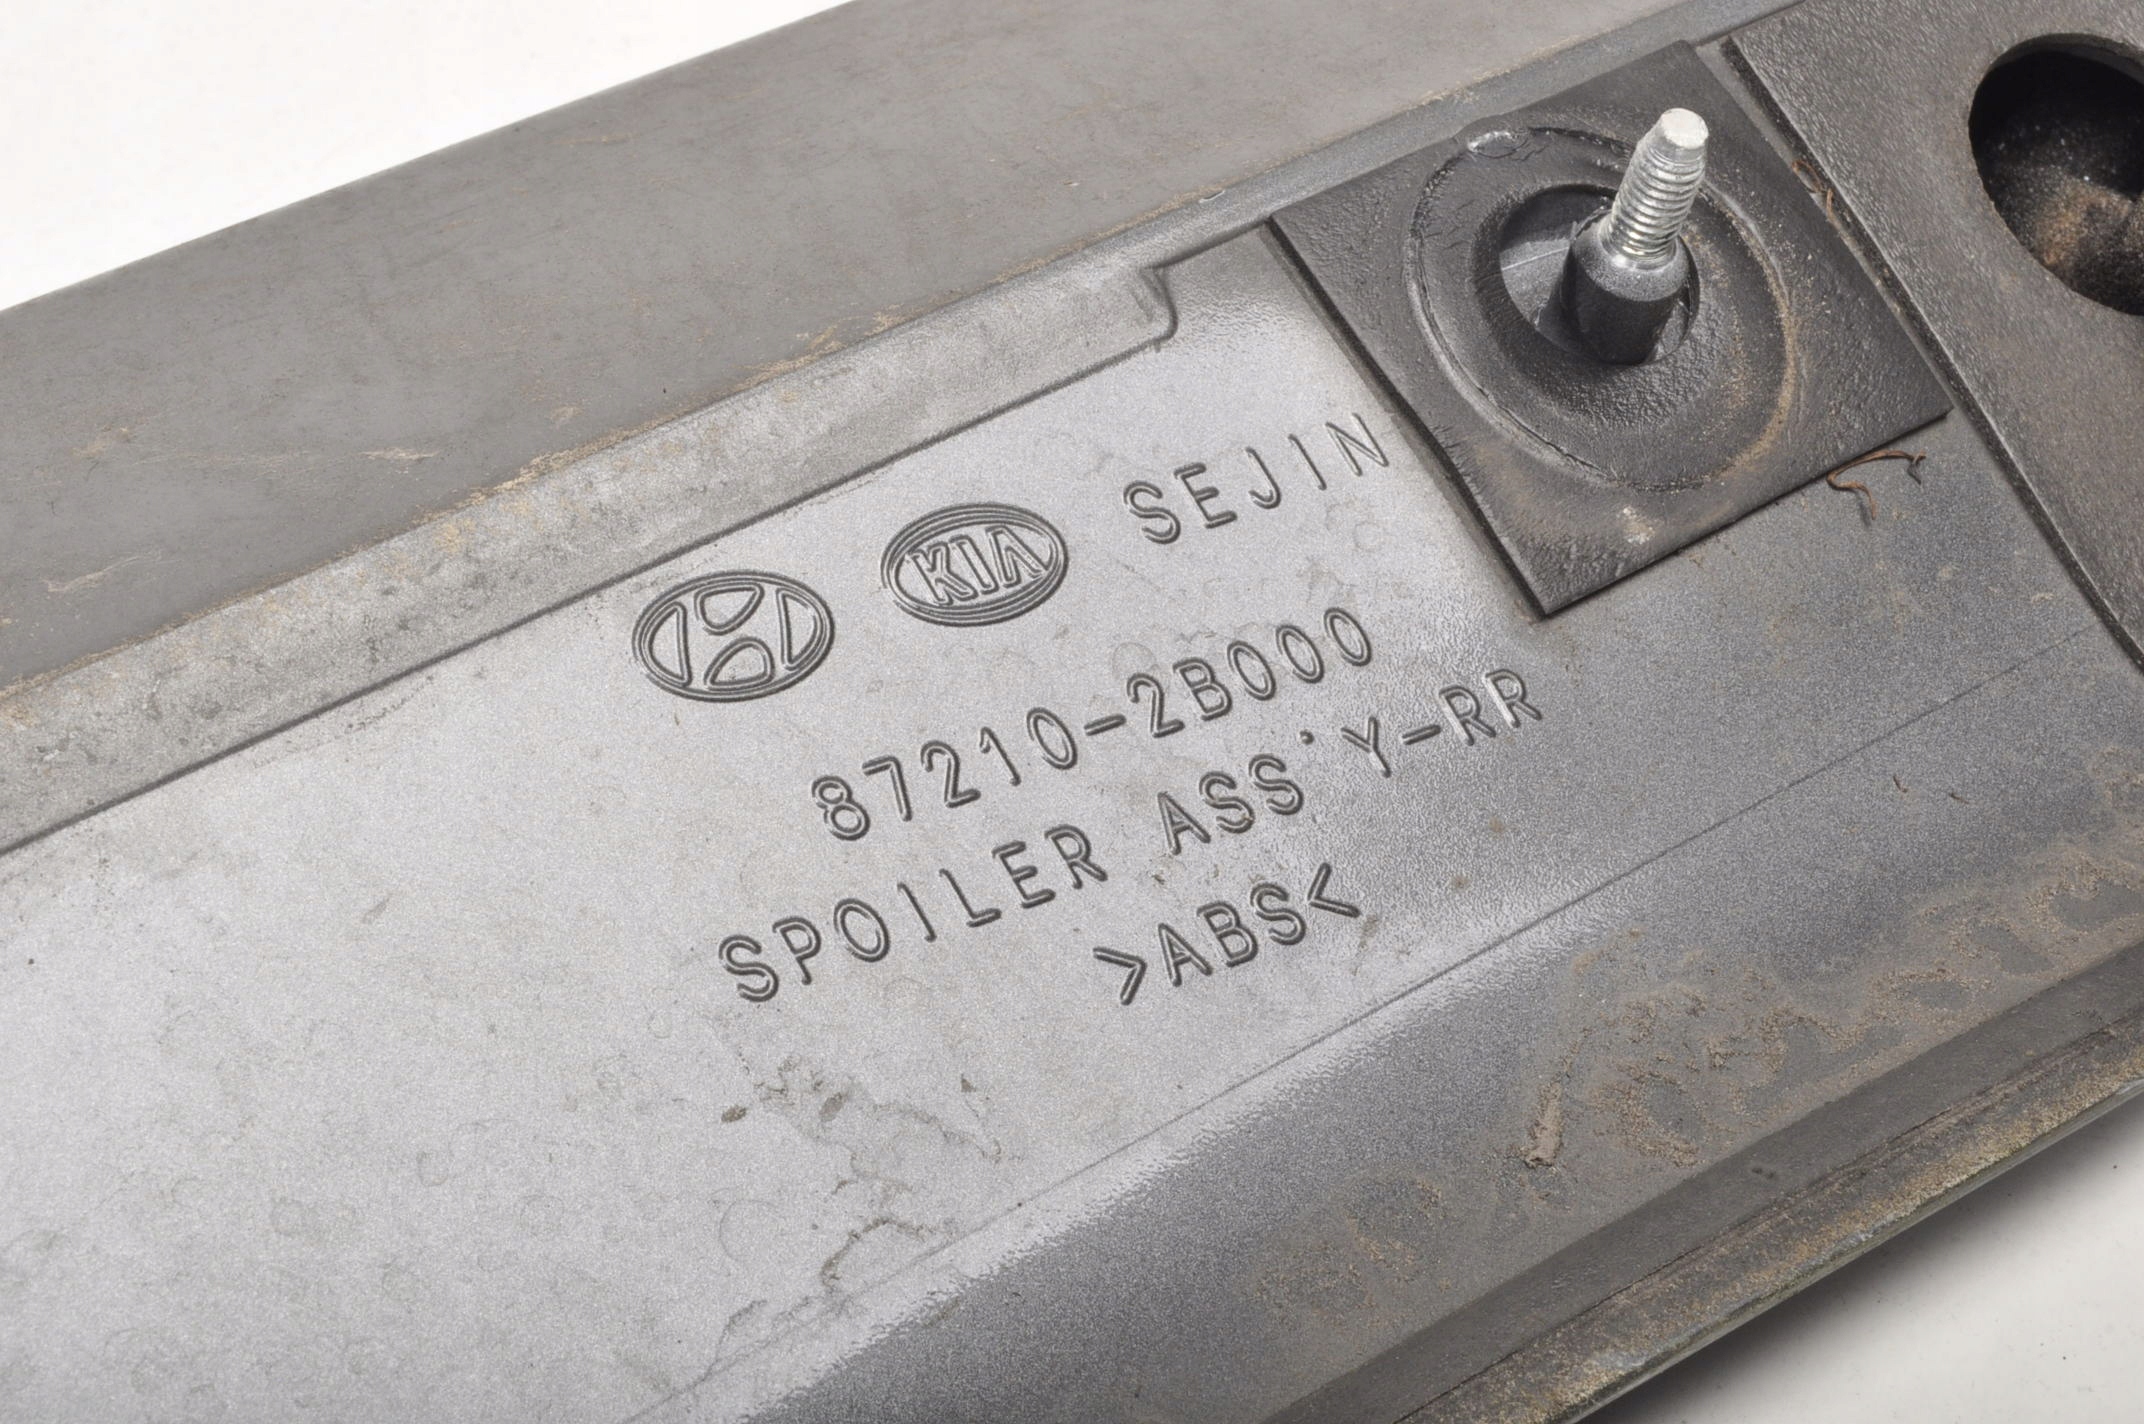 KIA SEJIN
87210-2B000
SPOILER ASS'Y-RR
>ABS<